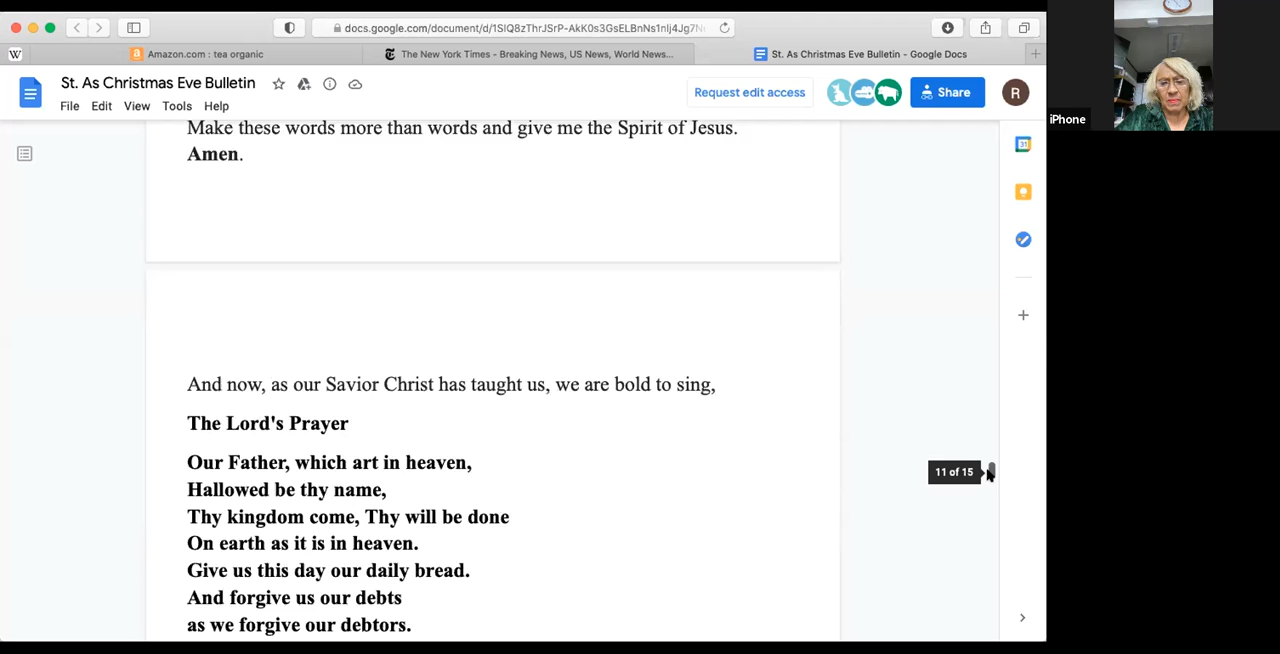 docs.google.com/document/d/1SIQ8zThrJSrP-AkK0s3GsELBnNs1nIj4Jg7N
W
Amazon.com : tea organic
The New York Times - Breaking News, US News, World News...
St. As Christmas Eve Bulletin - Google Docs
St. As Christmas Eve Bulletin
File Edit View Tools Help
Request edit access
Share
R
iPhone
31
Make these words more than words and give me the Spirit of Jesus.
Amen.
And now, as our Savior Christ has taught us, we are bold to sing,
The Lord's Prayer
Our Father, which art in heaven,
Hallowed be thy name,
11 of 15
Thy kingdom come, Thy will be done
On earth as it is in heaven.
Give us this day our daily bread.
And forgive us our debts
as we forgive our debtors.